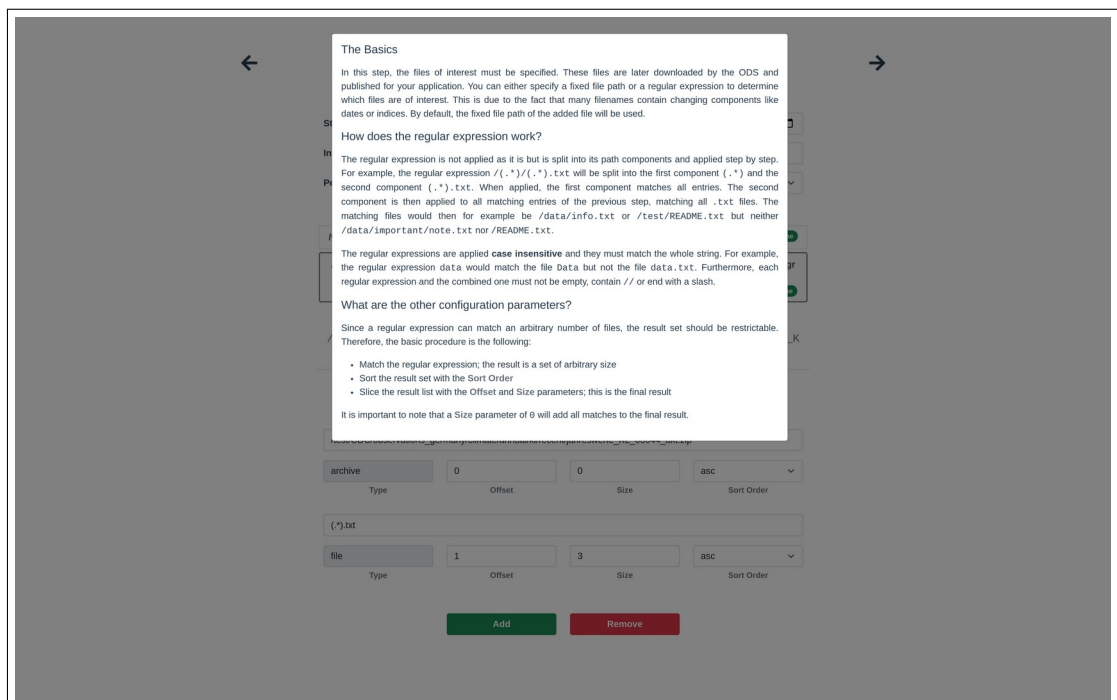 The Basics
In this step, the files of interest must be specified. These files are later downloaded by the ODS and
published for your application. You can either specify a fixed file path or a regular expression to determine
which files are of interest. This is due to the fact that many filenames contain changing components like
dates or indices. By default, the fixed file path of the added file will be used.
How does the regular expression work?
The regular expression is not applied as it is but is split into its path components and applied step by step.
For example, the regular expression /(.*)/(.*).txt will be split into the first component (.*) and the
second component (.*).txt. When applied, the first component matches all entries. The second
component is then applied to all matching entries of the previous step, matching all .txt files. The
matching files would then for example be /data/info.txt or /test/README.txt but neither
/data/important/note.txt nor /README.txt.
The regular expressions are applied case insensitive and they must match the whole string. For example,
the regular expression data would match the file Data but not the file data.txt. Furthermore, each
regular expression and the combined one must not be empty, contain // or end with a slash.
What are the other configuration parameters?
Since a regular expression can match an arbitrary number of files, the result set should be restrictable.
Therefore, the basic procedure is the following:
• Match the regular expression; the result is a set of arbitrary size
• Sort the result set with the Sort Order
• Slice the result list with the Offset and Size parameters; this is the final result
It is important to note that a Size parameter of 0 will add all matches to the final result.
archive 0 0 asc
Type Offset Size Sort Order
(.*).txt
file 1 3 asc
Type Offset Size Sort Order
Add Remove